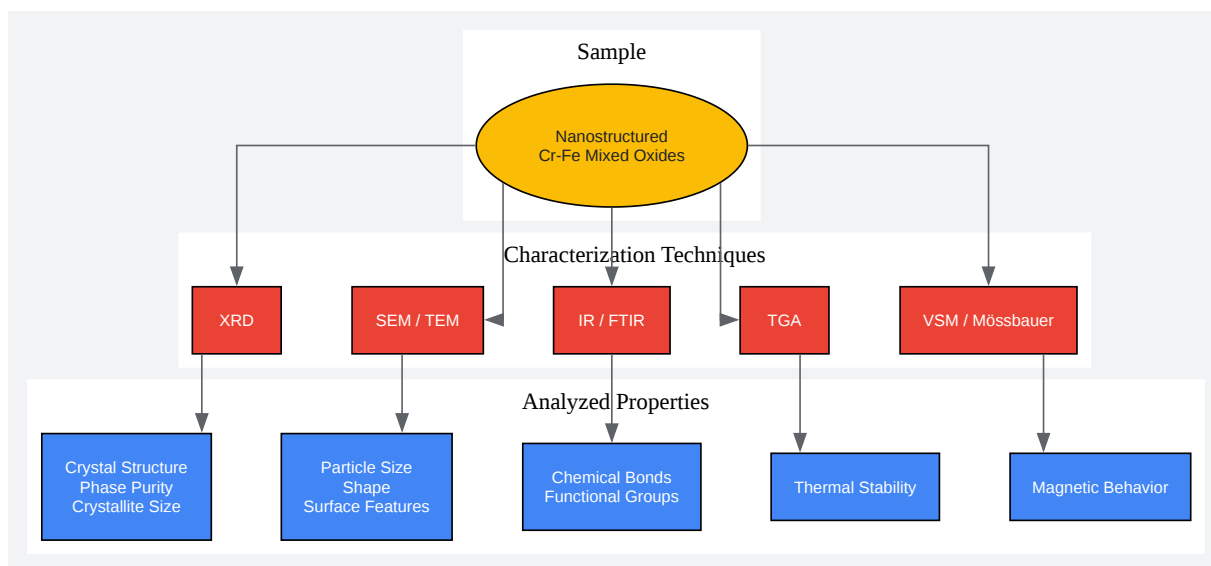 Sample
Nanostructured
Cr-Fe Mixed Oxides
Characterization Techniques
XRD
SEM / TEM
IR / FTIR
TGA
VSM / Mössbauer
Analyzed Properties
Crystal Structure
Phase Purity
Crystallite Size
Particle Size
Shape
Surface Features
Chemical Bonds
Functional Groups
Thermal Stability
Magnetic Behavior